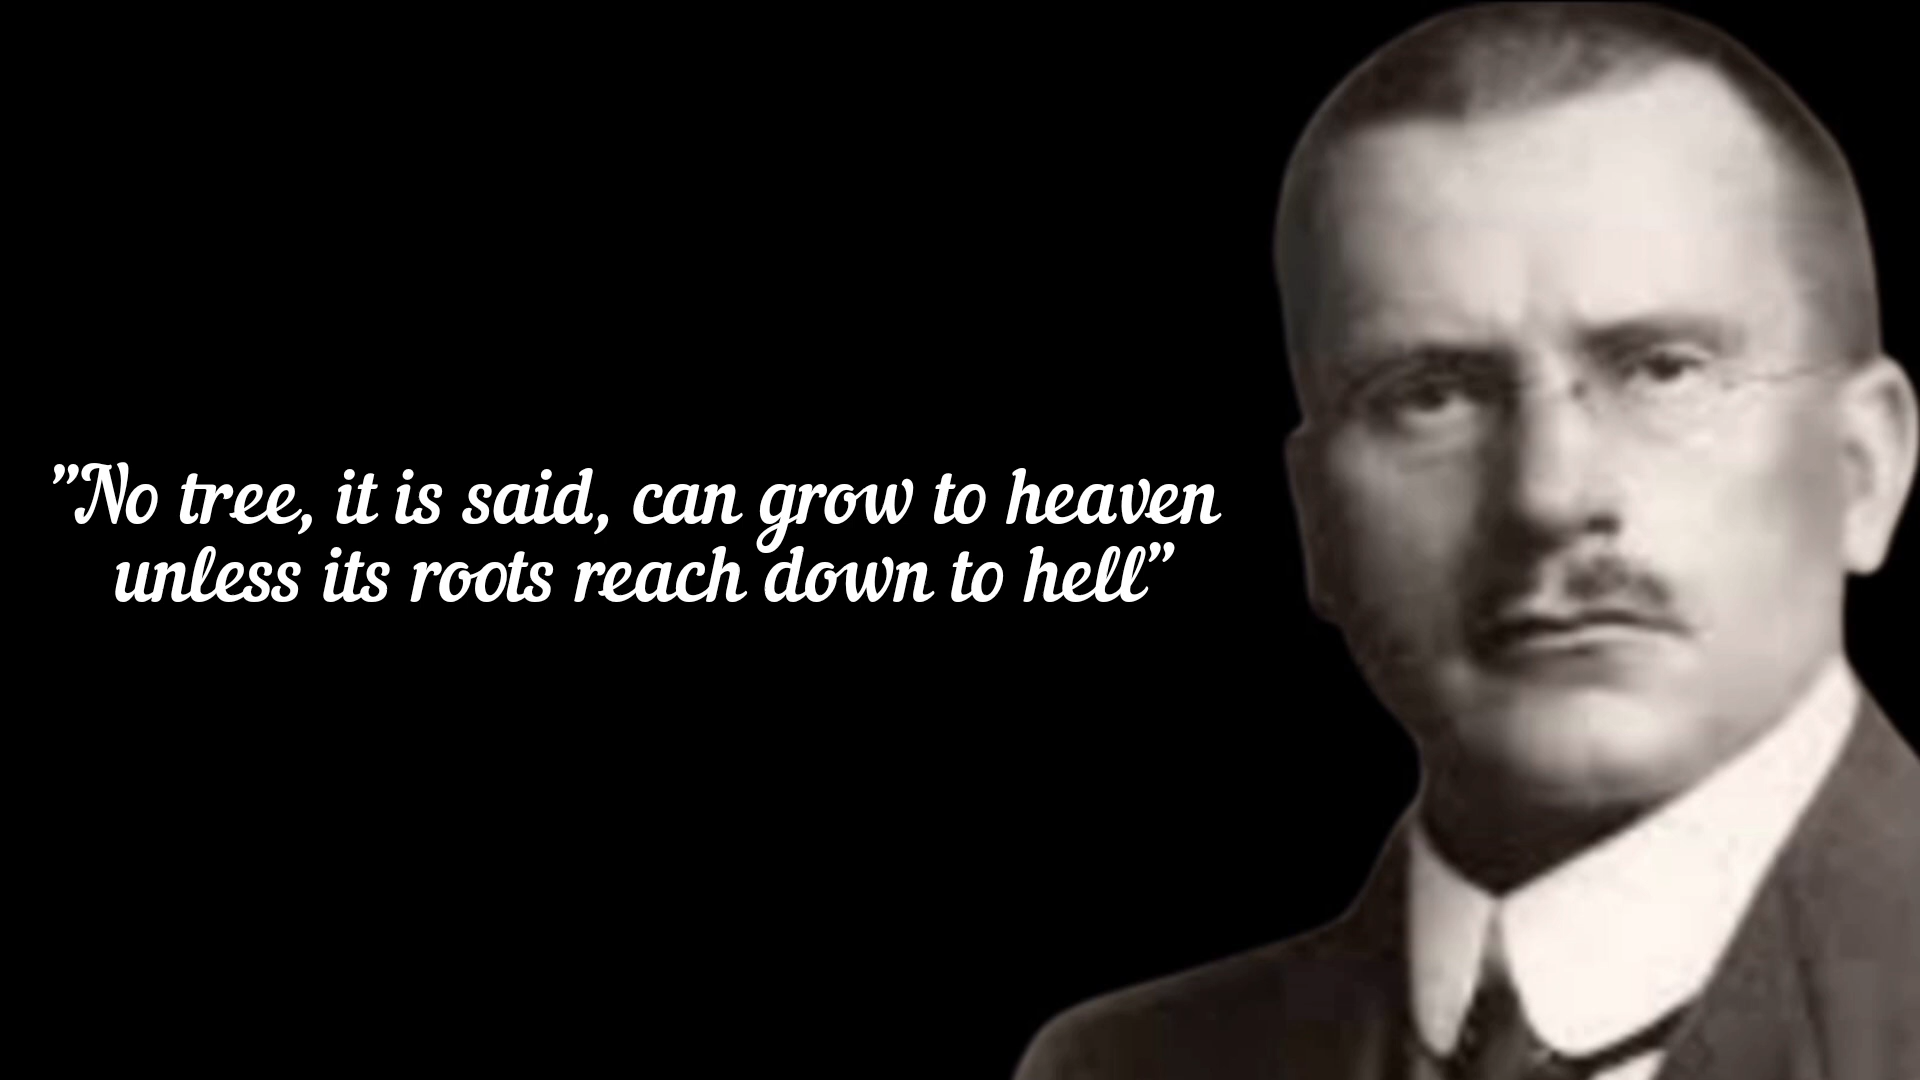 ”No tree, it is said, can grow to heaven
unless its roots reach down to hell”